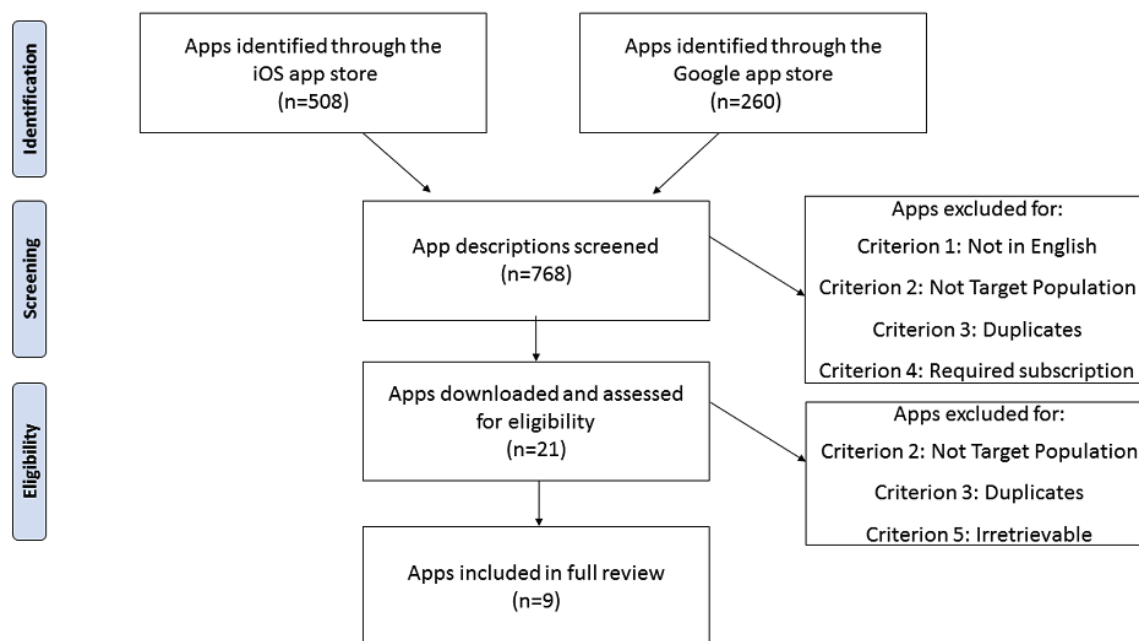 Identification
Apps identified through the
iOS app store
(n=508)
Apps identified through the
Google app store
(n=260)
Screening
App descriptions screened
(n=768)
Apps excluded for:
Criterion 1: Not in English
Criterion 2: Not Target Population
Criterion 3: Duplicates
Criterion 4: Required subscription
Eligibility
Apps downloaded and assessed
for eligibility
(n=21)
Apps excluded for:
Criterion 2: Not Target Population
Criterion 3: Duplicates
Criterion 5: Irretrievable
Apps included in full review
(n=9)